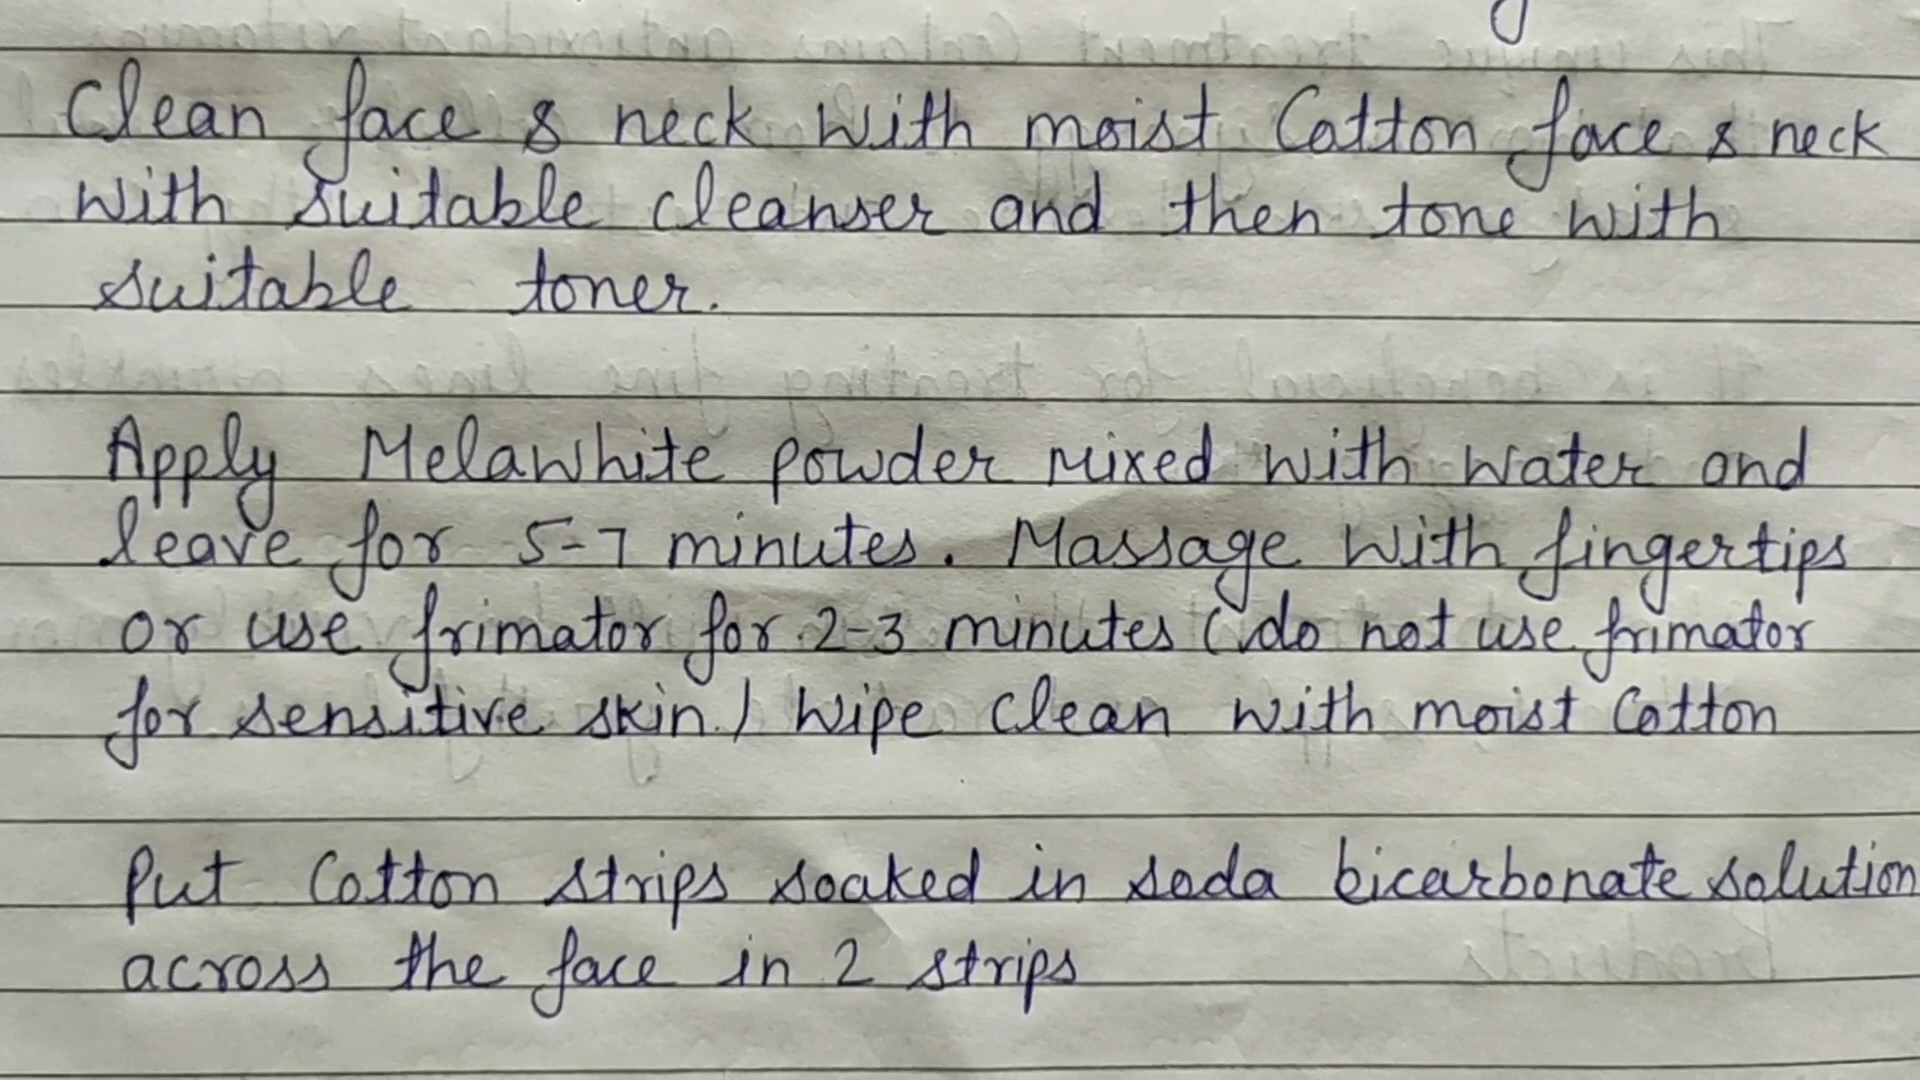 Clean face & neck with moist Cotton face & neck
with suitable cleanser and then tone with
suitable toner.
Apply Melawhite powder mixed with water and
leave for 5-7 minutes. Massage with fingertips
or use frimator for 2-3 minutes (do not use frimator
for sensitive skin.) wipe clean with moist Cotton
Put Cotton strips soaked in soda bicarbonate solution
across the face in 2 strips